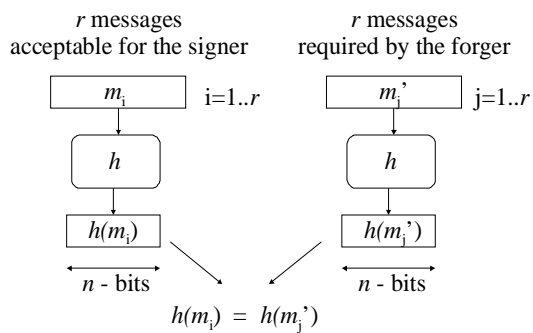 r messages
acceptable for the signer
r messages
required by the forger
m_i
i=1..r
m_j’
j=1..r
h
h
h(m_i)
h(m_j’)
n - bits
n - bits
h(m_i) = h(m_j’)